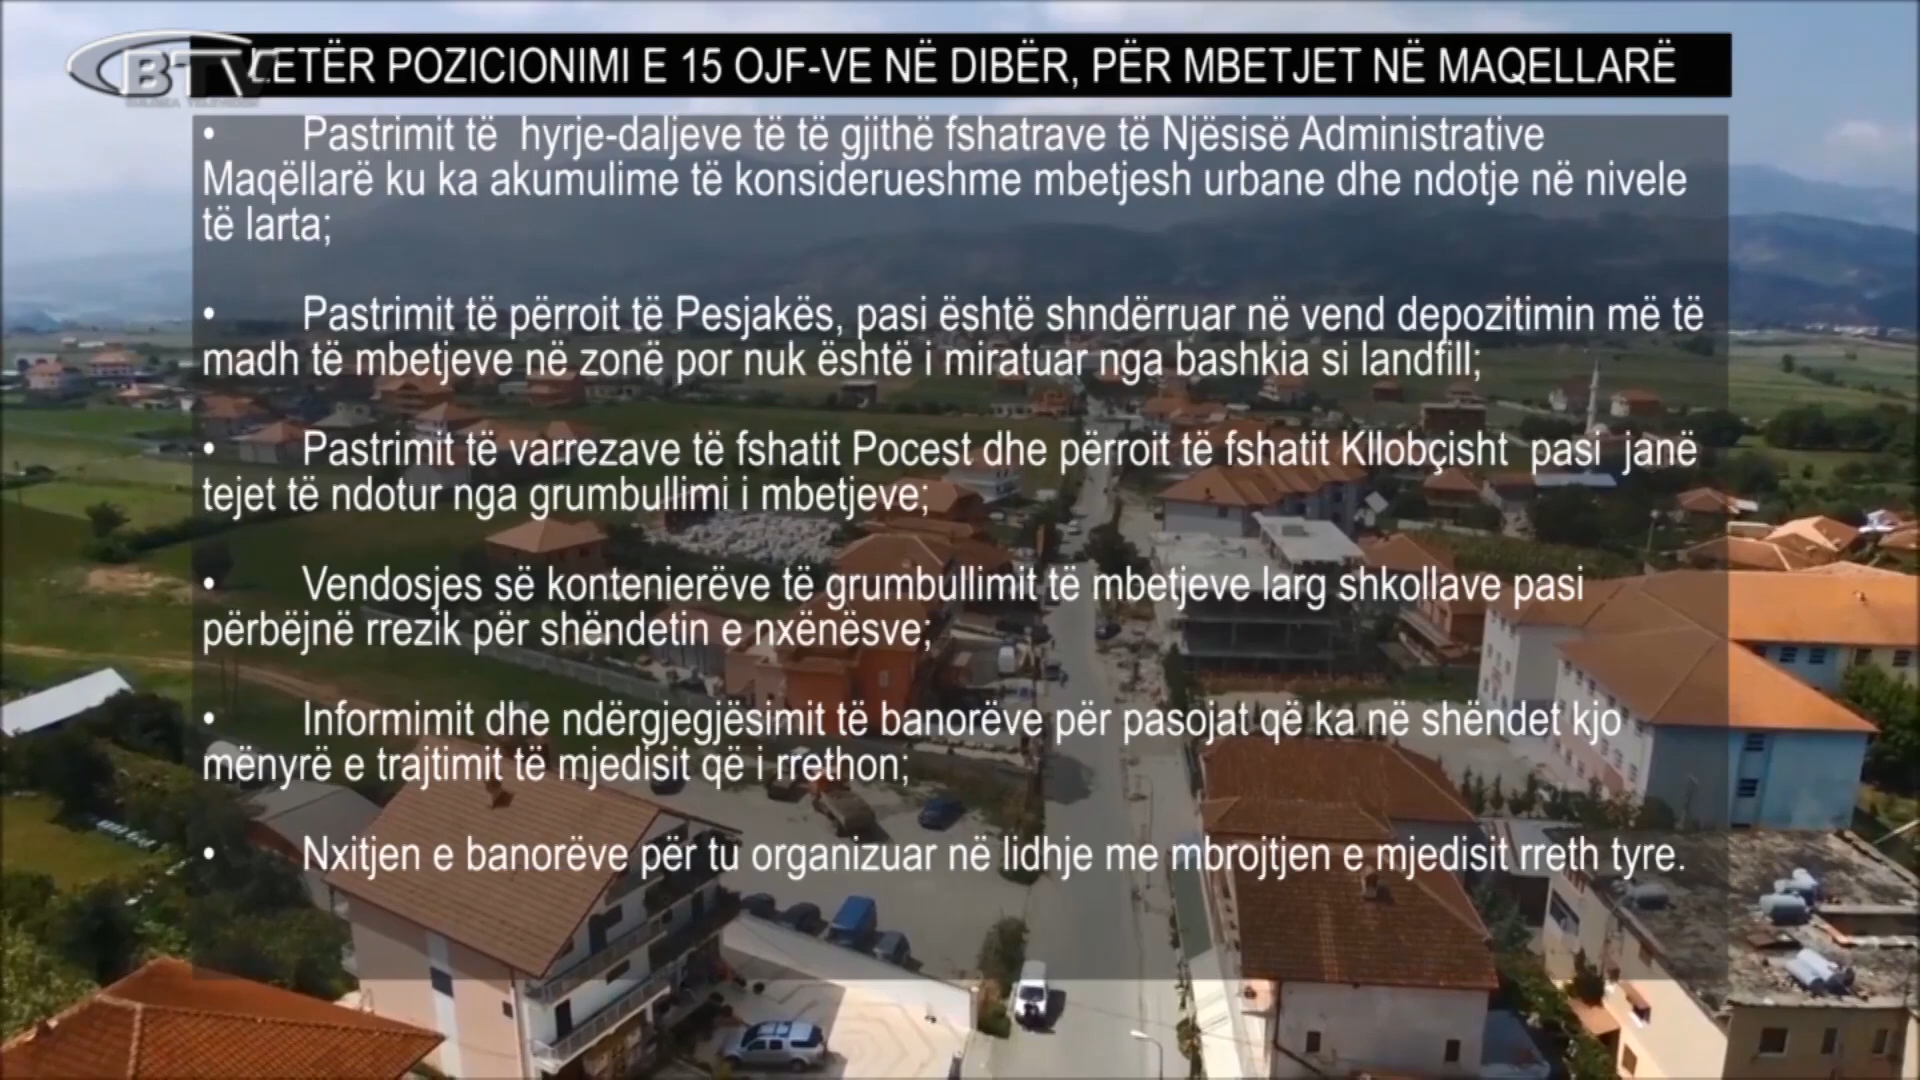 BTV
LETËR POZICIONIMI E 15 OJF-VE NË DIBËR, PËR MBETJET NË MAQELLARË
• Pastrimit të hyrje-daljeve të të gjithë fshatrave të Njësisë Administrative
Maqëllarë ku ka akumulime të konsiderueshme mbetjesh urbane dhe ndotje në nivele
të larta;
• Pastrimit të përroit të Pesjakës, pasi është shndërruar në vend depozitimin më të
madh të mbetjeve në zonë por nuk është i miratuar nga bashkia si landfill;
• Pastrimit të varrezava të fshatit Pocest dhe përroit të fshatit Kllobçisht pasi janë
tejet të ndotur nga grumbullimi i mbetjeve;
• Vendosjes së kontenierëve të grumbullimit të mbetjeve larg shkollave pasi
përbëjnë rrezik për shëndetin e nxënësve;
• Informimit dhe ndërgjegjësimit të banorëve për pasojat që ka në shëndet kjo
mënyrë e trajtimit të mjedisit që i rrethon;
• Nxitjen e banorëve për tu organizuar në lidhje me mbrojtjen e mjedisit rreth tyre.